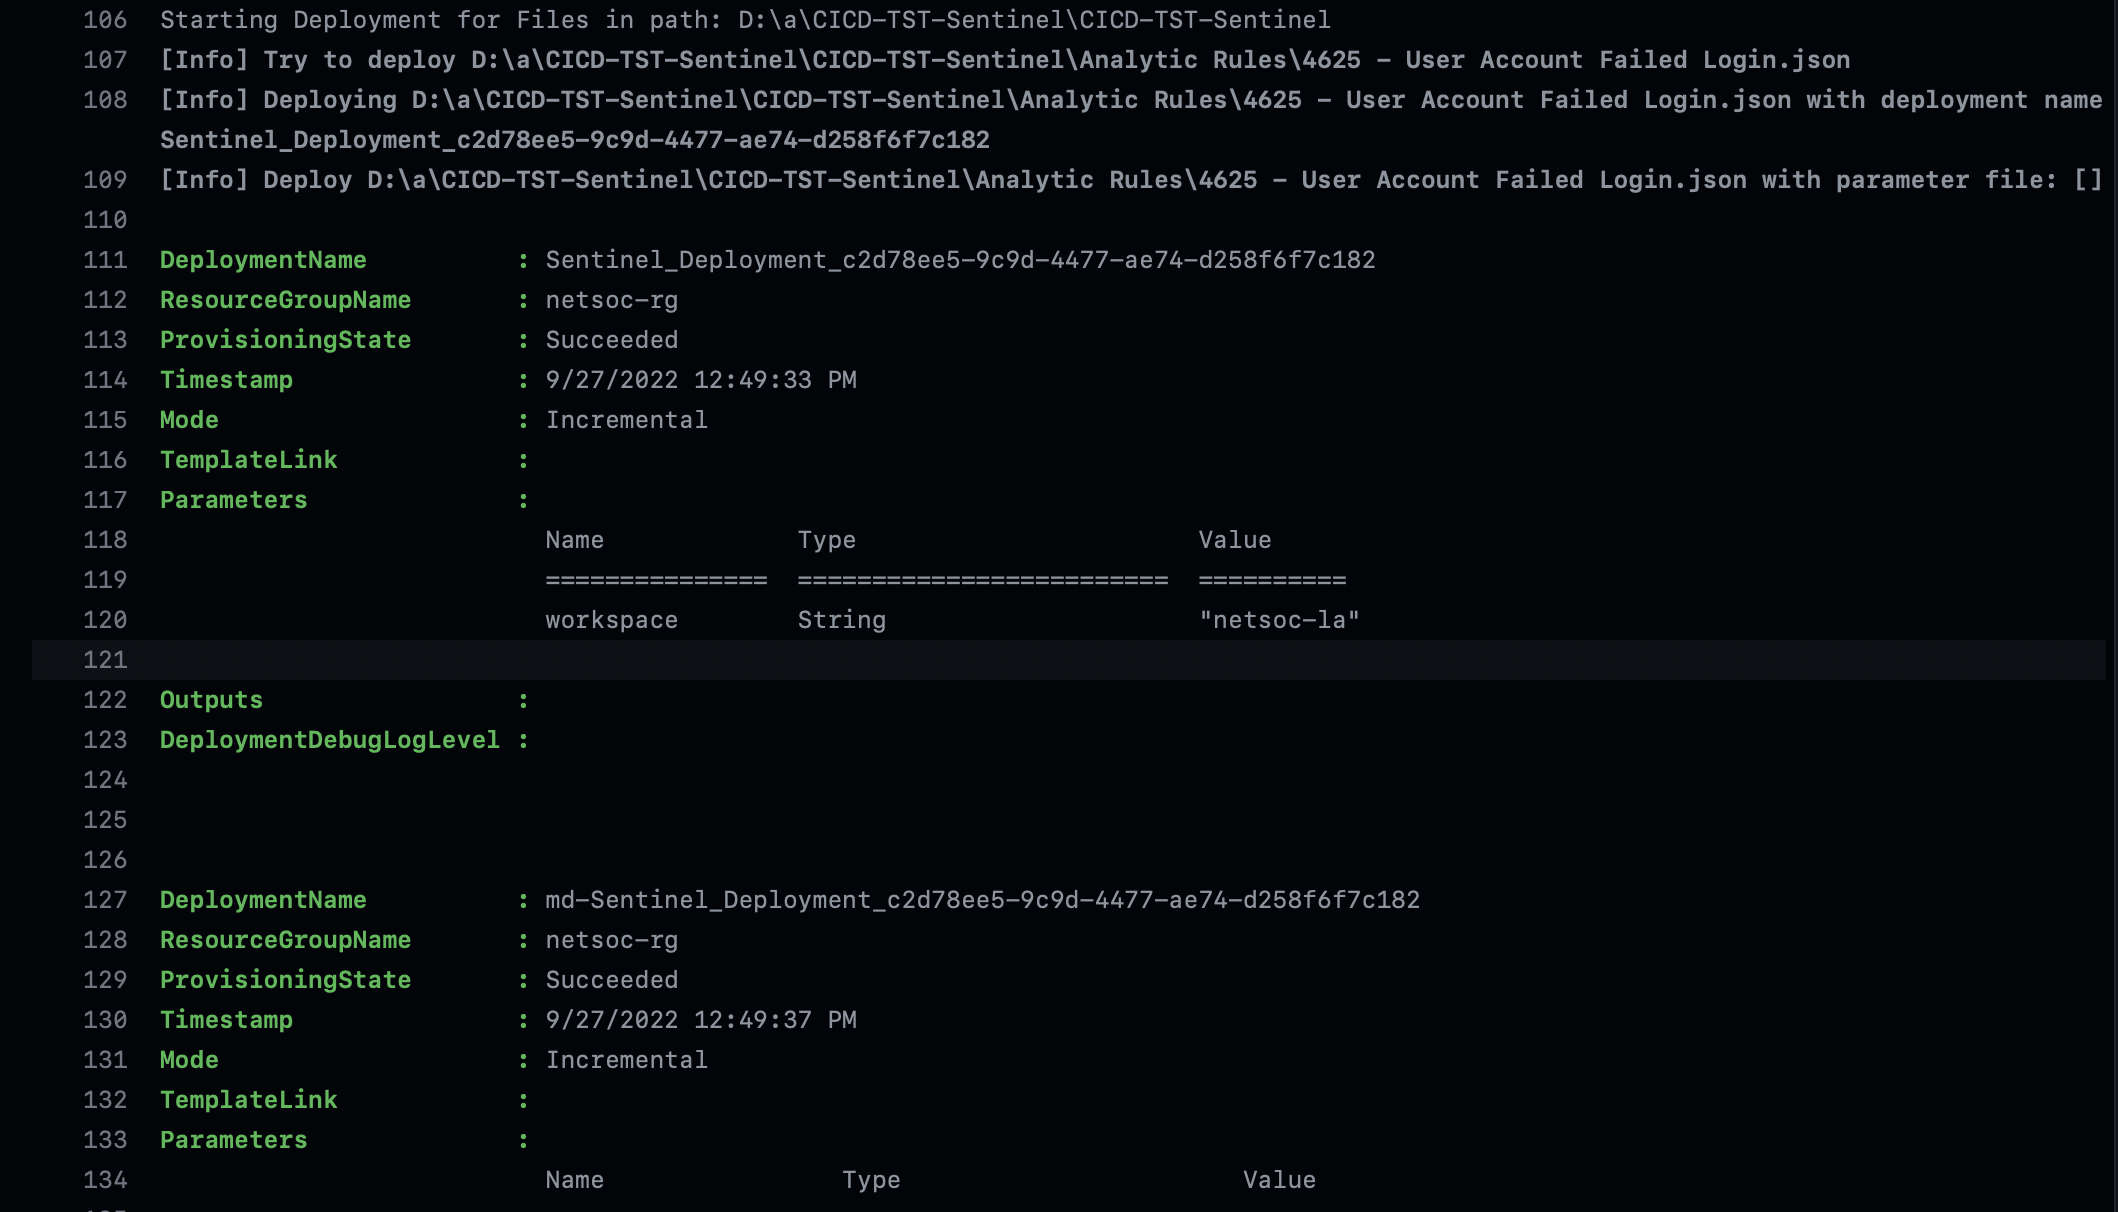 106 Starting Deployment for Files in path: D:\a\CICD-TST-Sentinel\CICD-TST-Sentinel
107 [Info] Try to deploy D:\a\CICD-TST-Sentinel\CICD-TST-Sentinel\Analytic Rules\4625 - User Account Failed Login.json
108 [Info] Deploying D:\a\CICD-TST-Sentinel\CICD-TST-Sentinel\Analytic Rules\4625 - User Account Failed Login.json with deployment name
Sentinel_Deployment_c2d78ee5-9c9d-4477-ae74-d258f6f7c182
109 [Info] Deploy D:\a\CICD-TST-Sentinel\CICD-TST-Sentinel\Analytic Rules\4625 - User Account Failed Login.json with parameter file: []
110
111 DeploymentName          : Sentinel_Deployment_c2d78ee5-9c9d-4477-ae74-d258f6f7c182
112 ResourceGroupName       : netsoc-rg
113 ProvisioningState       : Succeeded
114 Timestamp               : 9/27/2022 12:49:33 PM
115 Mode                    : Incremental
116 TemplateLink            :
117 Parameters              :
118                           Name             Type                       Value
119                           ===============  =========================  ==========
120                           workspace        String                     "netsoc-la"
121
122 Outputs                 :
123 DeploymentDebugLogLevel :
124
125
126
127 DeploymentName          : md-Sentinel_Deployment_c2d78ee5-9c9d-4477-ae74-d258f6f7c182
128 ResourceGroupName       : netsoc-rg
129 ProvisioningState       : Succeeded
130 Timestamp               : 9/27/2022 12:49:37 PM
131 Mode                    : Incremental
132 TemplateLink            :
133 Parameters              :
134                           Name                Type                       Value